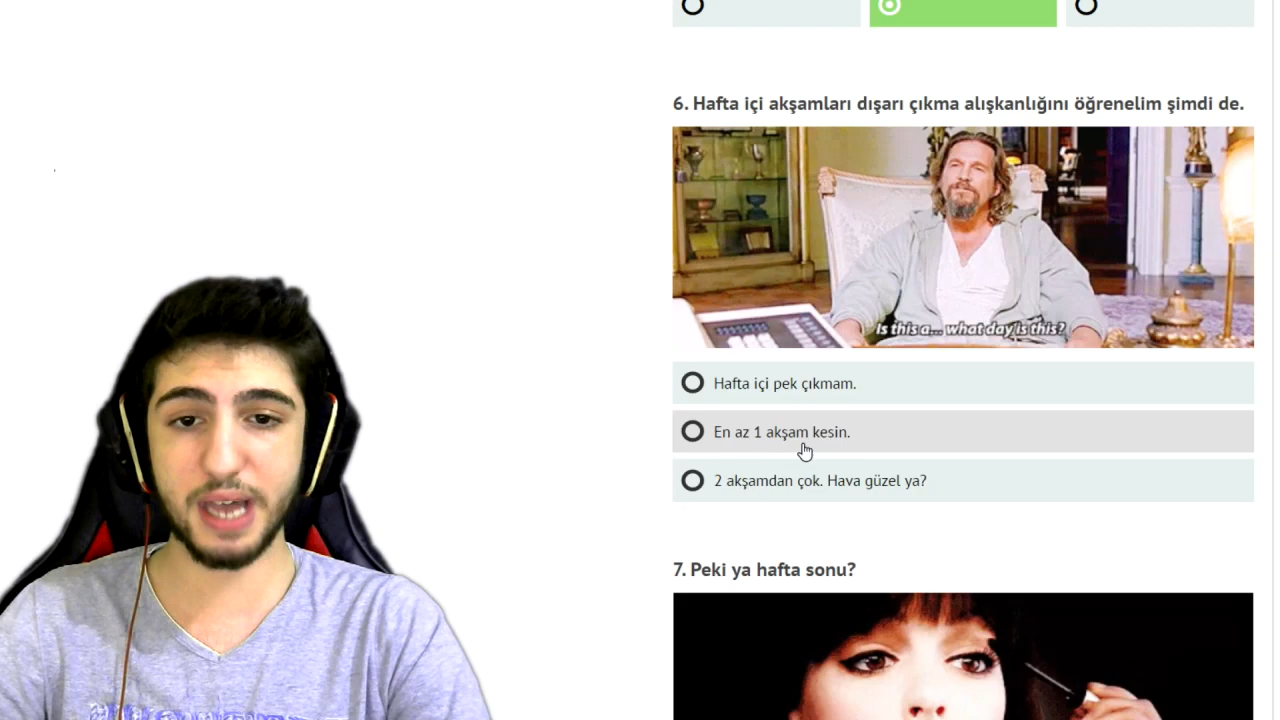 6. Hafta içi akşamları dışarı çıkma alışkanlığını öğrenelim şimdi de.
Is this a... what day is this?
Hafta içi pek çıkmam.
En az 1 akşam kesin.
2 akşamdan çok. Hava güzel ya?
7. Peki ya hafta sonu?